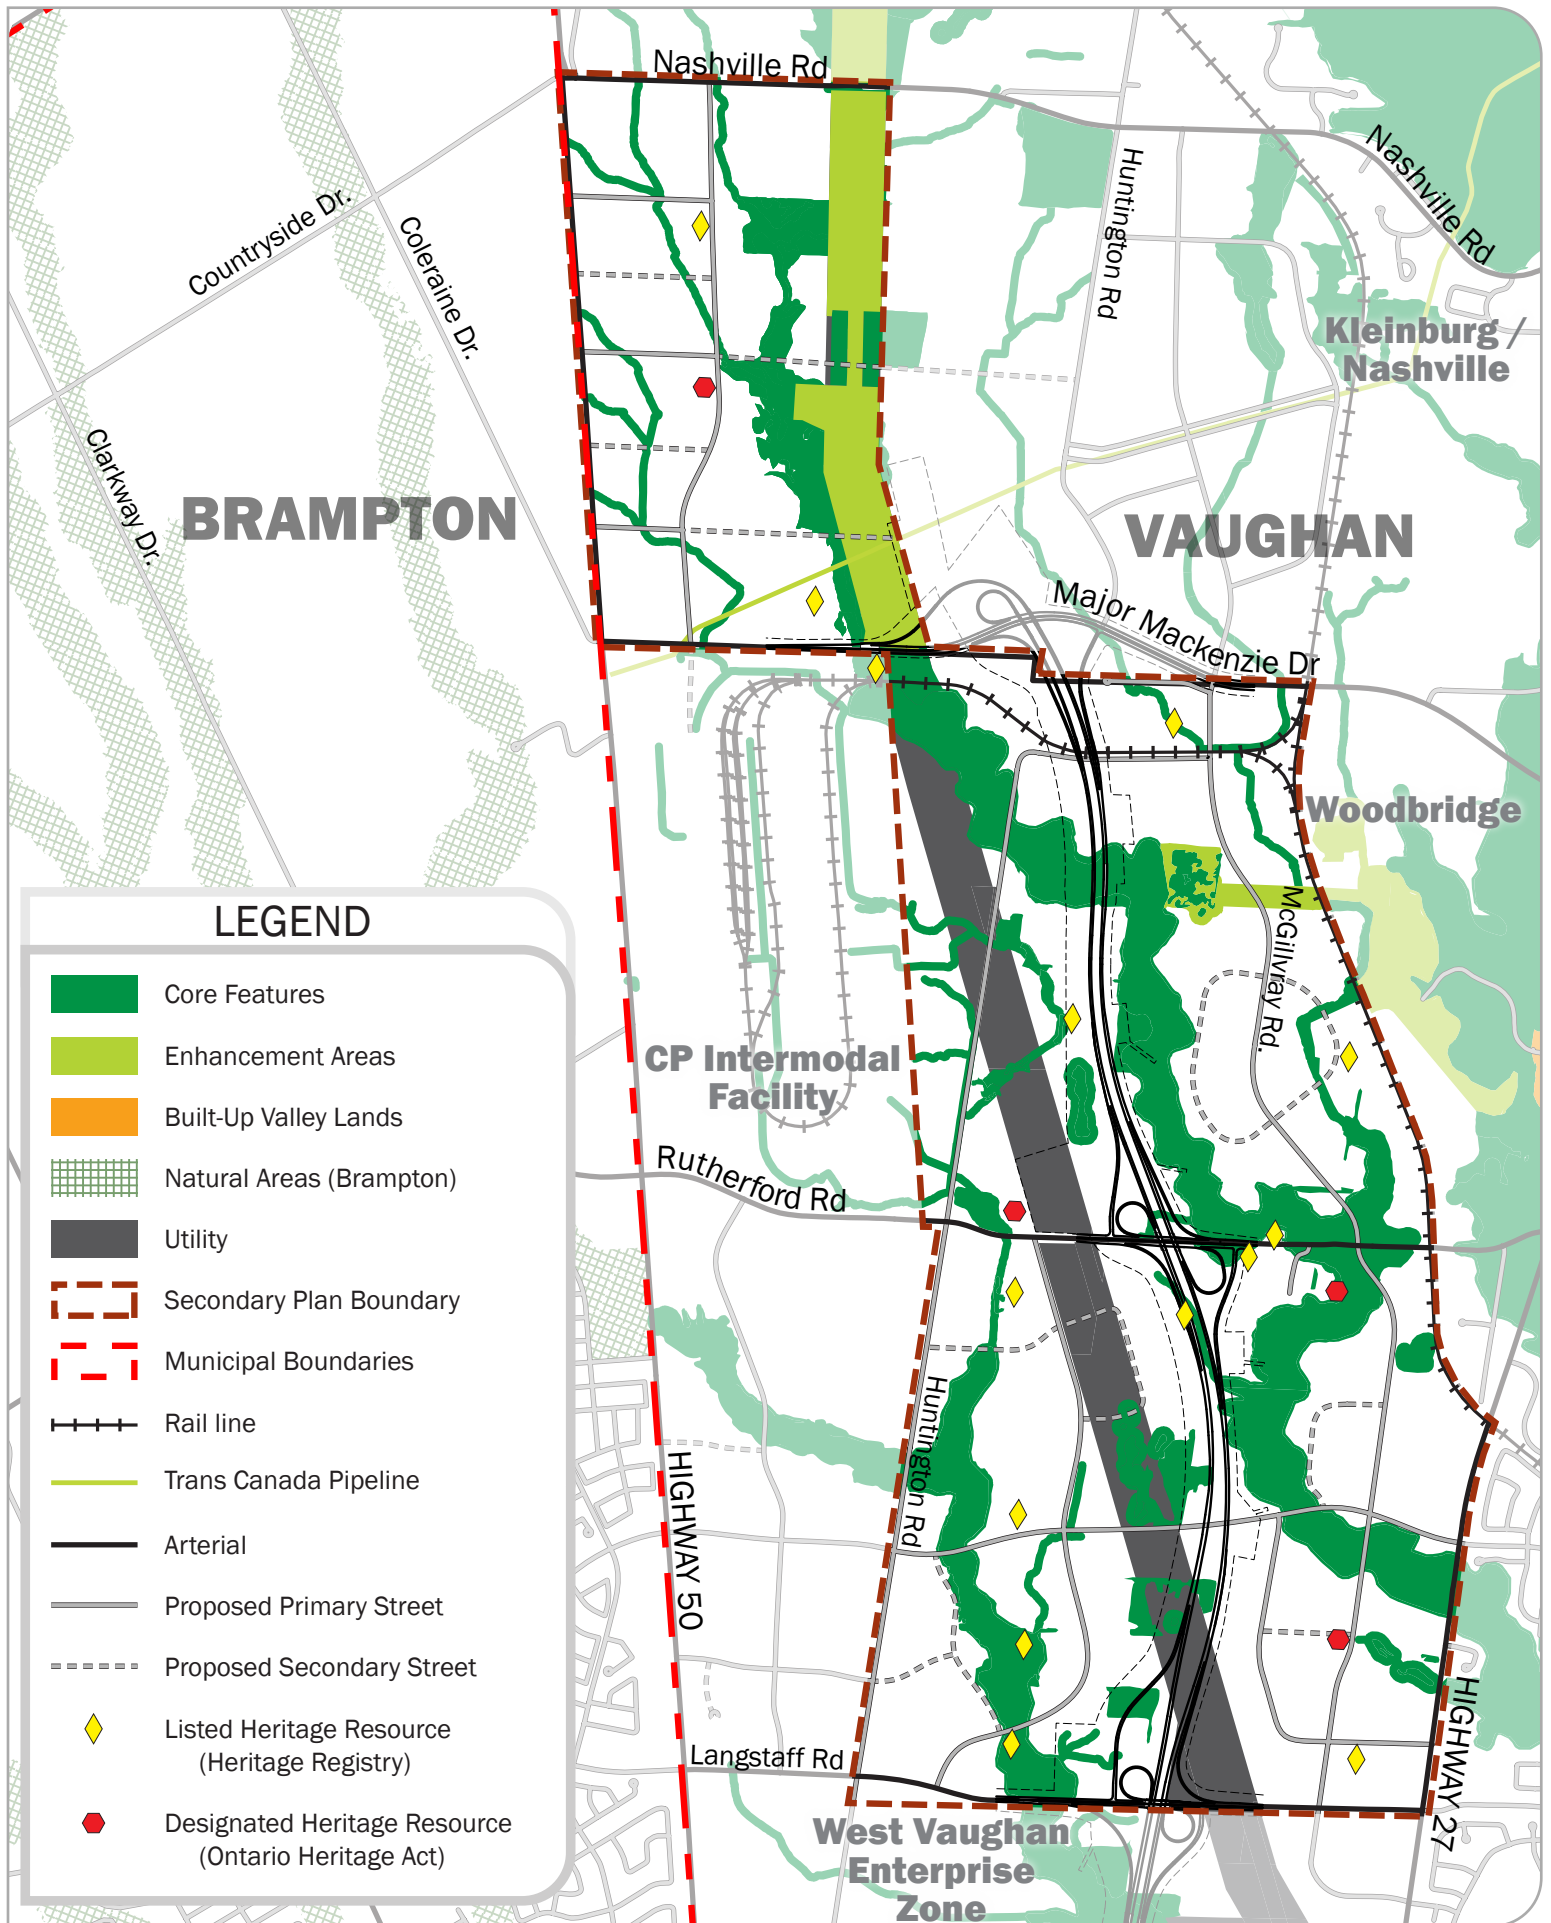 Nashville Rd
Nashville Rd
Huntington Rd
Countryside Dr.
Coleraine Dr.
Kleinburg /
Nashville
Clarkway Dr.
BRAMPTON
VAUGHAN
Major Mackenzie Dr
Woodbridge
McGillvray Rd.
CP Intermodal
Facility
Rutherford Rd
Huntington Rd
HIGHWAY 50
HIGHWAY 27
Langstaff Rd
West Vaughan
Enterprise
Zone
LEGEND
Core Features
Enhancement Areas
Built-Up Valley Lands
Natural Areas (Brampton)
Utility
Secondary Plan Boundary
Municipal Boundaries
Rail line
Trans Canada Pipeline
Arterial
Proposed Primary Street
Proposed Secondary Street
Listed Heritage Resource
(Heritage Registry)
Designated Heritage Resource
(Ontario Heritage Act)